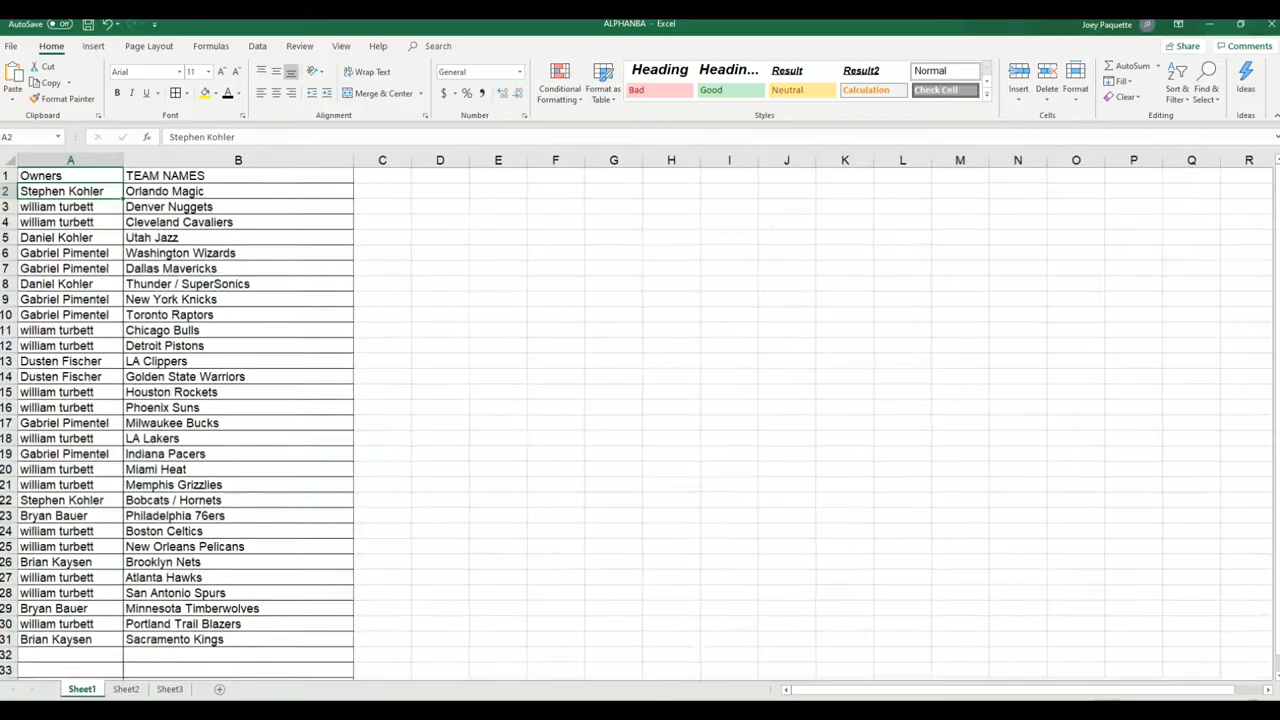 AutoSave Off ALPHANBA - Excel Joey Paquette JP
File Home Insert Page Layout Formulas Data Review View Help Search Share Comments
Cut Arial 11 Wrap Text General Heading Headin... Result Result2 Normal AutoSum
Copy Fill
Paste Format Painter B I U Merge & Center $ % Conditional Formatting Format as Table Bad Good Neutral Calculation Check Cell Insert Delete Format Clear Sort & Filter Find & Select Ideas
Clipboard Font Alignment Number Styles Cells Editing Ideas
A2 fx Stephen Kohler
A B C D E F G H I J K L M N O P Q R
1 Owners TEAM NAMES
2 Stephen Kohler Orlando Magic
3 william turbett Denver Nuggets
4 william turbett Cleveland Cavaliers
5 Daniel Kohler Utah Jazz
6 Gabriel Pimentel Washington Wizards
7 Gabriel Pimentel Dallas Mavericks
8 Daniel Kohler Thunder / SuperSonics
9 Gabriel Pimentel New York Knicks
10 Gabriel Pimentel Toronto Raptors
11 william turbett Chicago Bulls
12 william turbett Detroit Pistons
13 Dusten Fischer LA Clippers
14 Dusten Fischer Golden State Warriors
15 william turbett Houston Rockets
16 william turbett Phoenix Suns
17 Gabriel Pimentel Milwaukee Bucks
18 william turbett LA Lakers
19 Gabriel Pimentel Indiana Pacers
20 william turbett Miami Heat
21 william turbett Memphis Grizzlies
22 Stephen Kohler Bobcats / Hornets
23 Bryan Bauer Philadelphia 76ers
24 william turbett Boston Celtics
25 william turbett New Orleans Pelicans
26 Brian Kaysen Brooklyn Nets
27 william turbett Atlanta Hawks
28 william turbett San Antonio Spurs
29 Bryan Bauer Minnesota Timberwolves
30 william turbett Portland Trail Blazers
31 Brian Kaysen Sacramento Kings
32
33
Sheet1 Sheet2 Sheet3